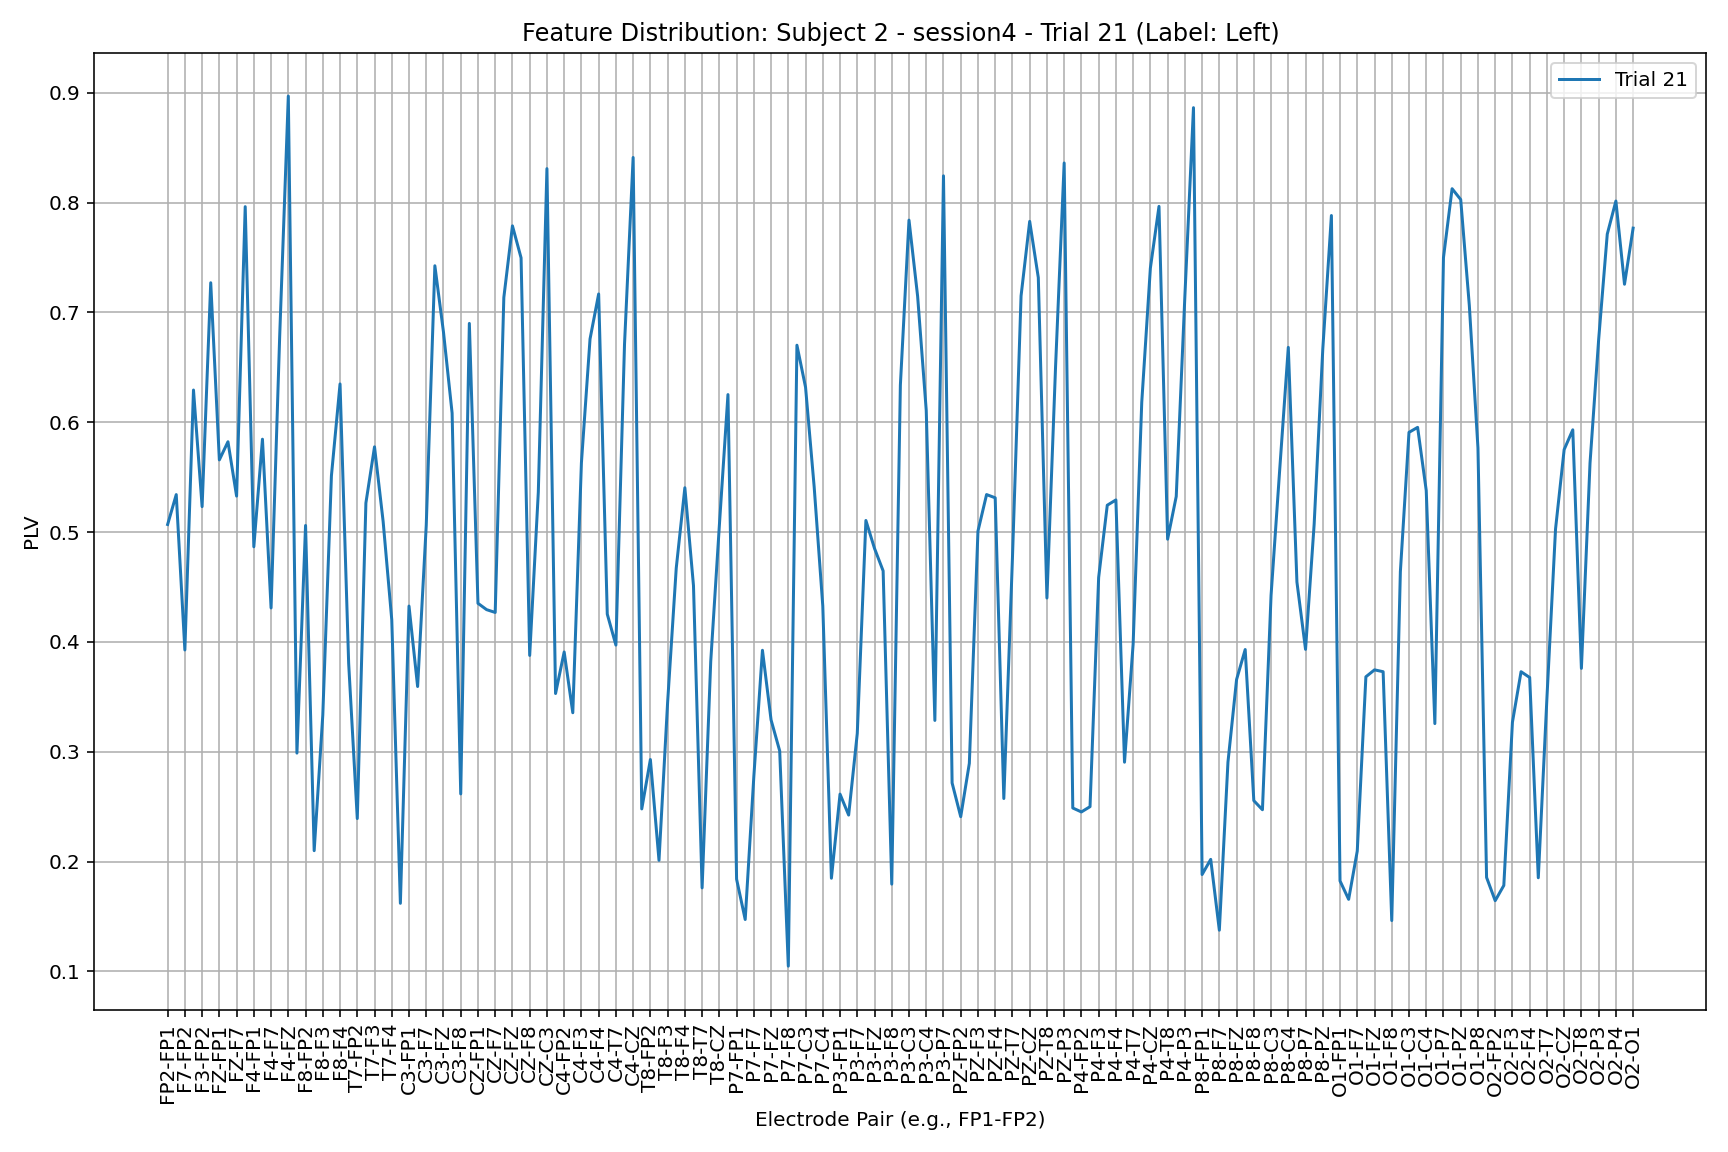 Feature Distribution: Subject 2 - session4 - Trial 21 (Label: Left)
Trial 21
0.9
0.8
0.7
0.6
0.5
0.4
0.3
0.2
0.1
PLV
FP2-FP1
F7-FP2
F3-FP2
FZ-FP1
FZ-F7
F4-FP1
F4-F7
F4-FZ
F8-FP2
F8-F3
F8-F4
T7-FP2
T7-F3
T7-F4
C3-FP1
C3-F7
C3-FZ
C3-F8
CZ-FP1
CZ-F7
CZ-FZ
CZ-F8
CZ-C3
C4-FP2
C4-F3
C4-F4
C4-T7
C4-CZ
T8-FP2
T8-F3
T8-F4
T8-T7
T8-CZ
P7-FP1
P7-F7
P7-FZ
P7-F8
P7-C3
P7-C4
P3-FP1
P3-F7
P3-FZ
P3-F8
P3-C3
P3-C4
P3-P7
PZ-FP2
PZ-F3
PZ-F4
PZ-T7
PZ-CZ
PZ-T8
PZ-P3
P4-FP2
P4-F3
P4-F4
P4-T7
P4-CZ
P4-T8
P4-P3
P8-FP1
P8-F7
P8-FZ
P8-F8
P8-C3
P8-C4
P8-P7
P8-PZ
O1-FP1
O1-F7
O1-FZ
O1-F8
O1-C3
O1-C4
O1-P7
O1-PZ
O1-P8
O2-FP2
O2-F3
O2-F4
O2-T7
O2-CZ
O2-T8
O2-P3
O2-P4
O2-O1
Electrode Pair (e.g., FP1-FP2)